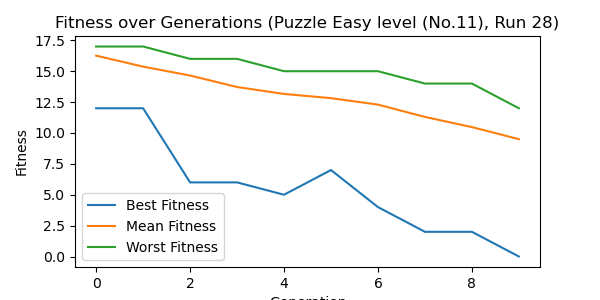 Fitness over Generations (Puzzle Easy level (No.11), Run 28)
17.5
15.0
12.5
10.0
7.5
5.0
2.5
0.0
Fitness
Best Fitness
Mean Fitness
Worst Fitness
0 2 4 6 8
Generation